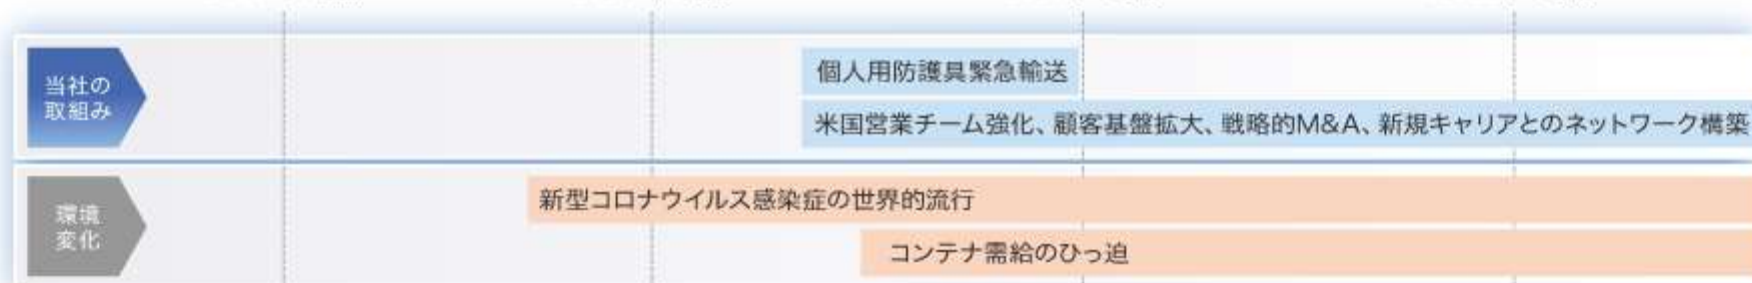 当社の
取組み
個人用防護具緊急輸送
米国営業チーム強化、顧客基盤拡大、戦略的M&A、新規キャリアとのネットワーク構築
環境
変化
新型コロナウイルス感染症の世界的流行
コンテナ需給のひっ迫